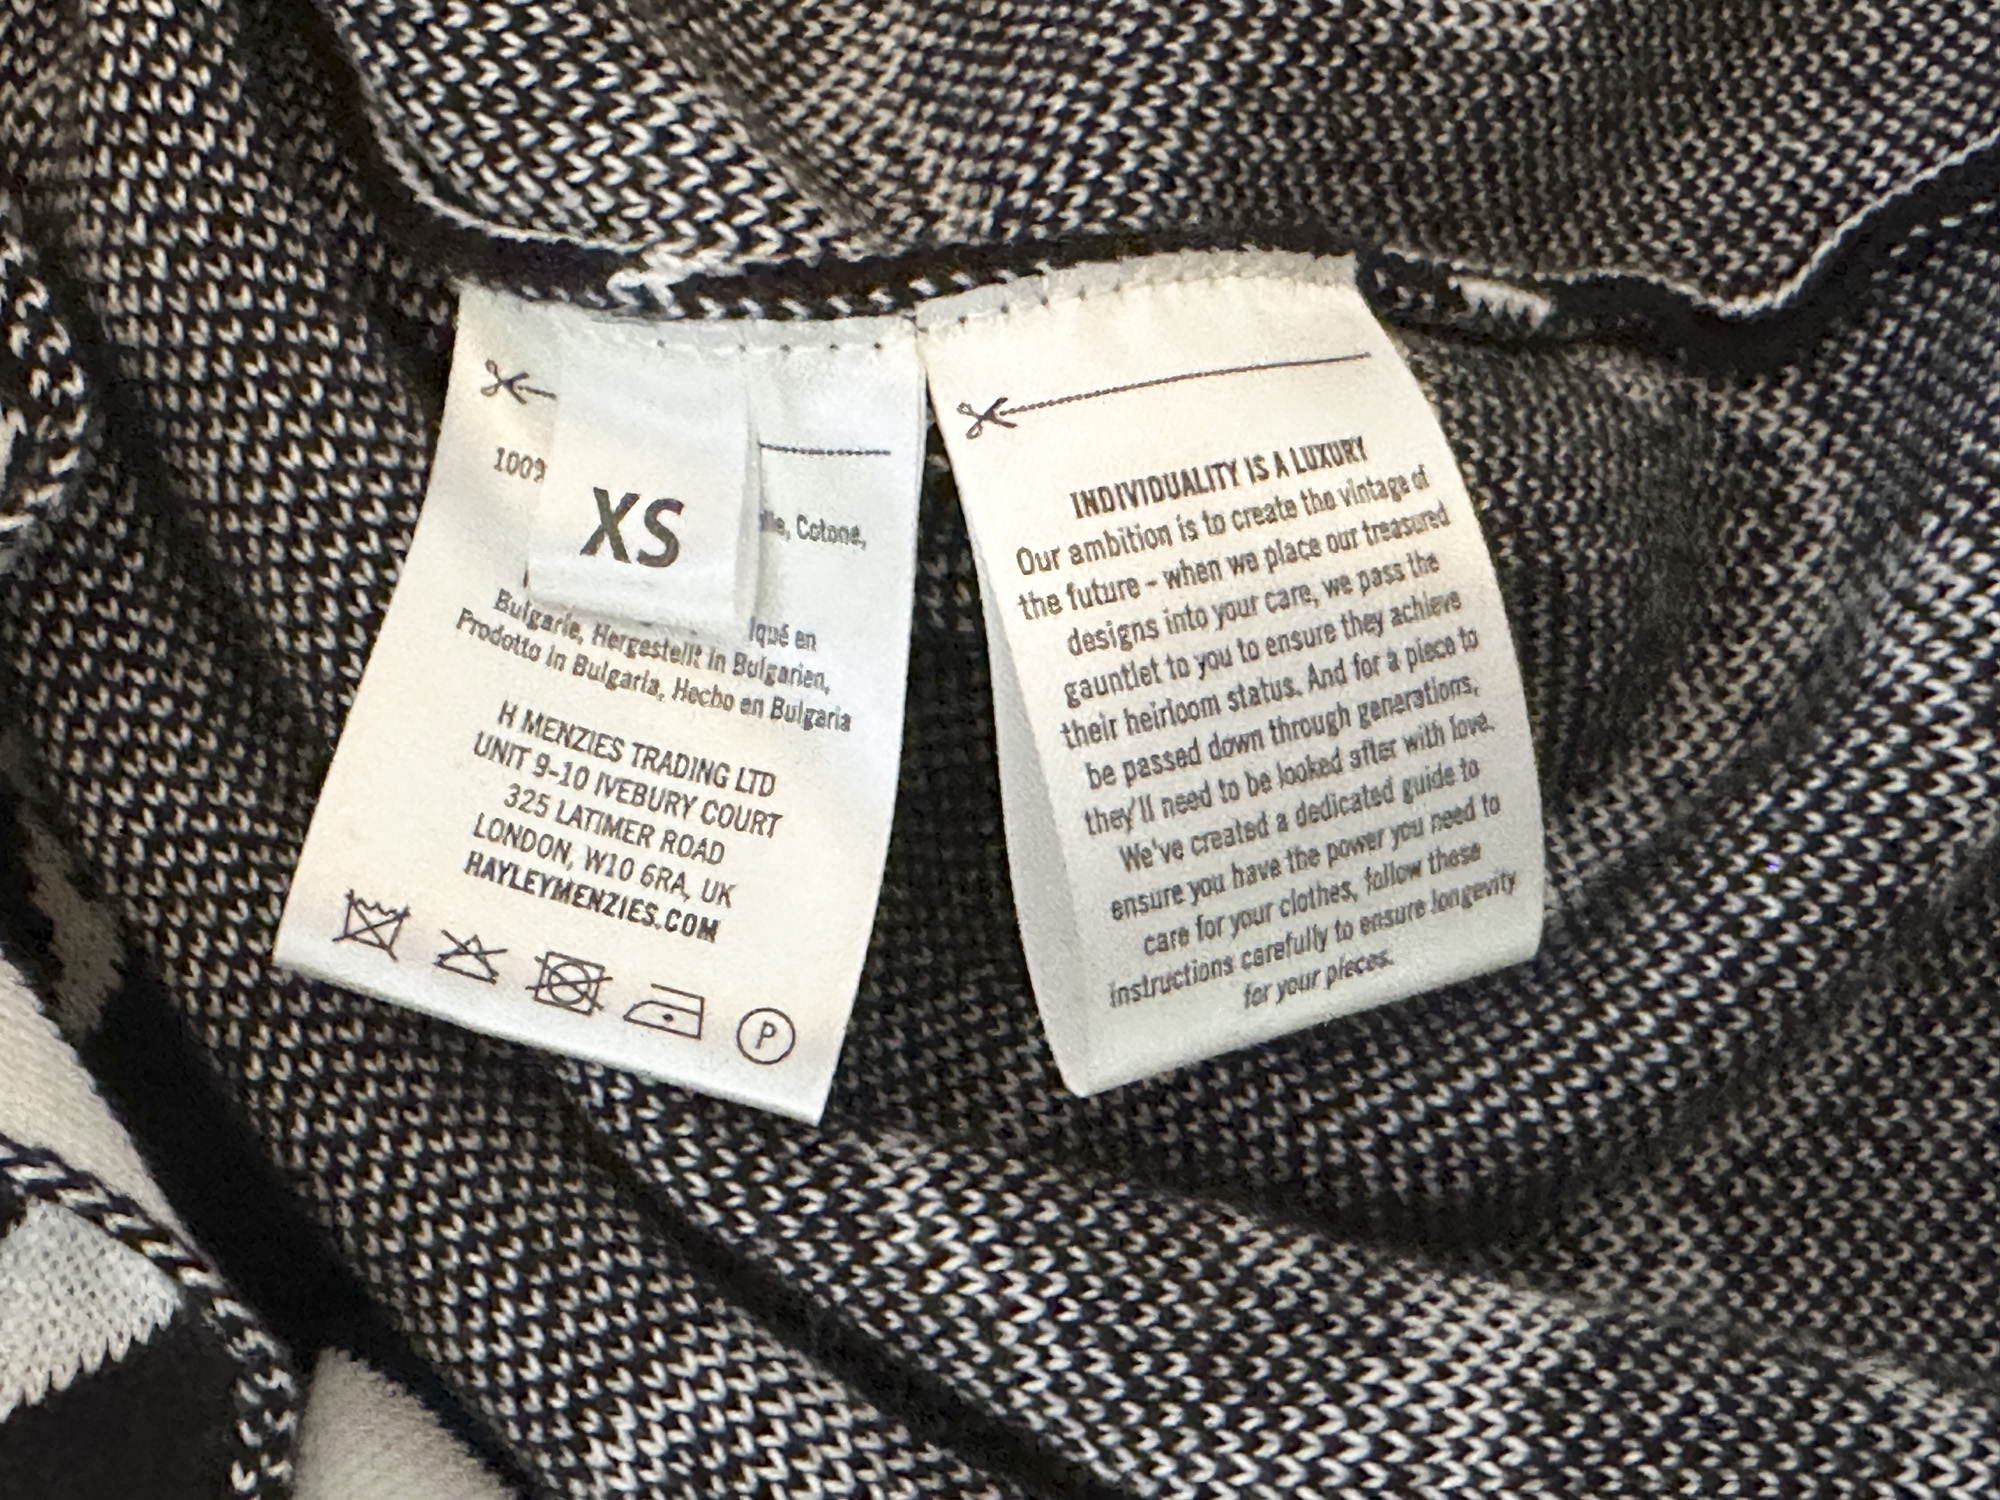 100%
XS
Cotone,
Bulgarie, Hergestellt in Bulgarien,
Prodotto in Bulgaria, Hecho en Bulgaria
H MENZIES TRADING LTD
UNIT 9-10 IVEBURY COURT
325 LATIMER ROAD
LONDON, W10 6RA, UK
HAYLEYMENZIES.COM
P
INDIVIDUALITY IS A LUXURY
Our ambition is to create the vintage of
the future - when we place our treasured
designs into your care, we pass the
gauntlet to you to ensure they achieve
their heirloom status. And for a piece to
be passed down through generations,
they'll need to be looked after with love.
We've created a dedicated guide to
ensure you have the power you need to
care for your clothes, follow these
instructions carefully to ensure longevity
for your pieces.